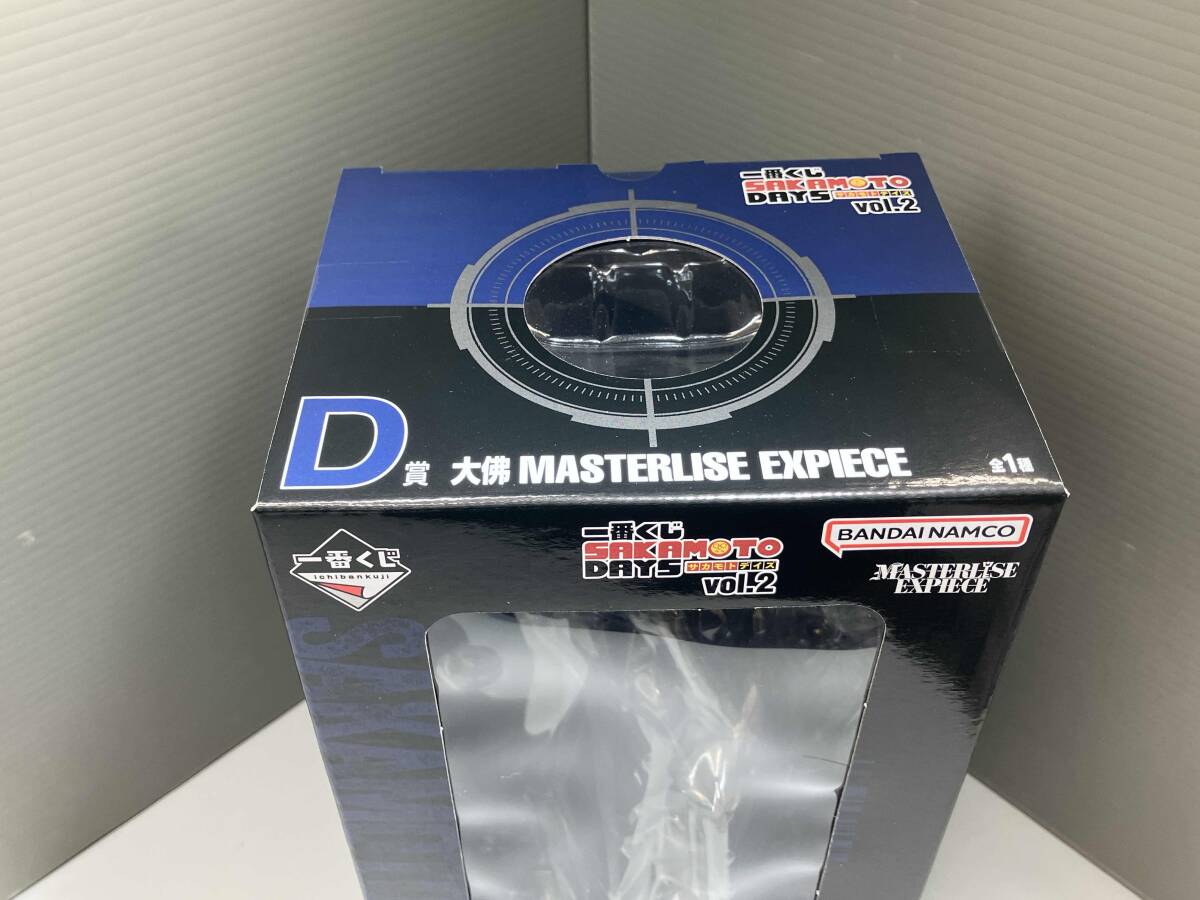 一番くじ
SAKAMOTO
DAYS サカモトデイズ
vol.2
D賞 大佛 MASTERLISE EXPIECE 全1種
一番くじ
ichibankuji
一番くじ
SAKAMOTO
DAYS サカモトデイズ
vol.2
BANDAI NAMCO
MASTERLISE
EXPIECE